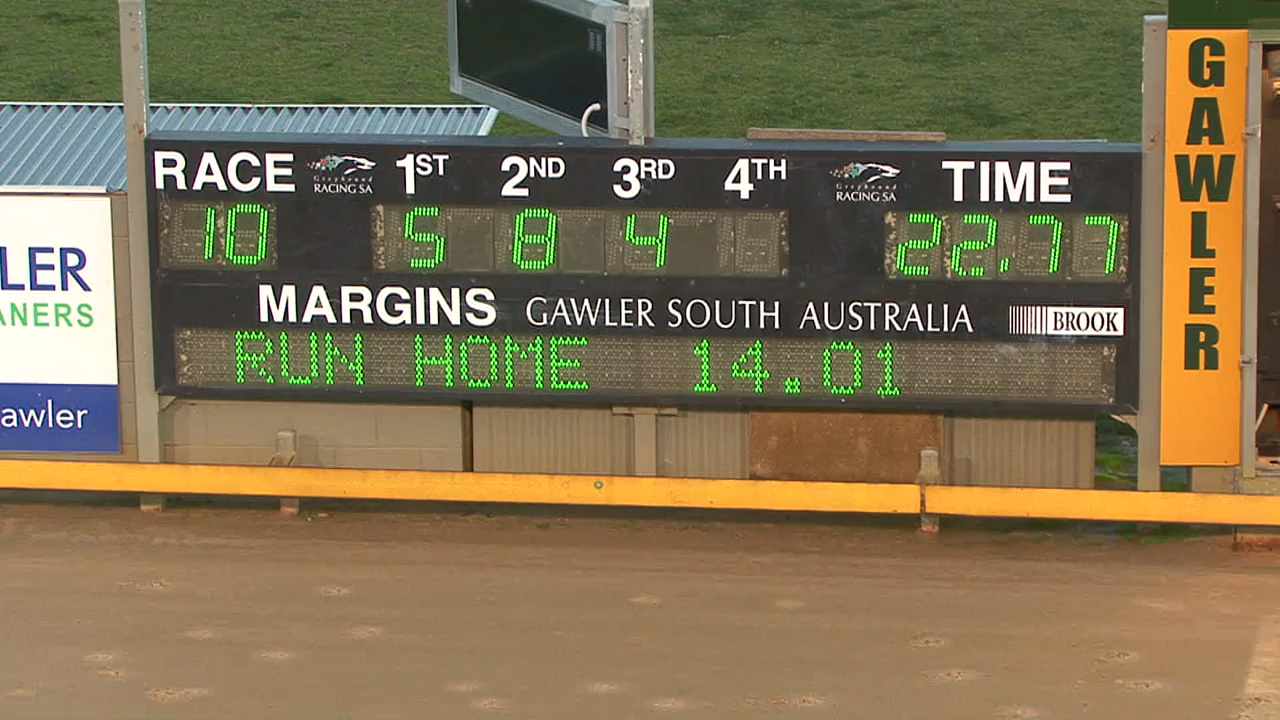 RACE Greyhound RACING SA 1ST 2ND 3RD 4TH Greyhound RACING SA TIME
10 5 8 4 22.77
MARGINS GAWLER SOUTH AUSTRALIA BROOK
RUN HOME 14.01
GAWLER
LER
ANERS
awler